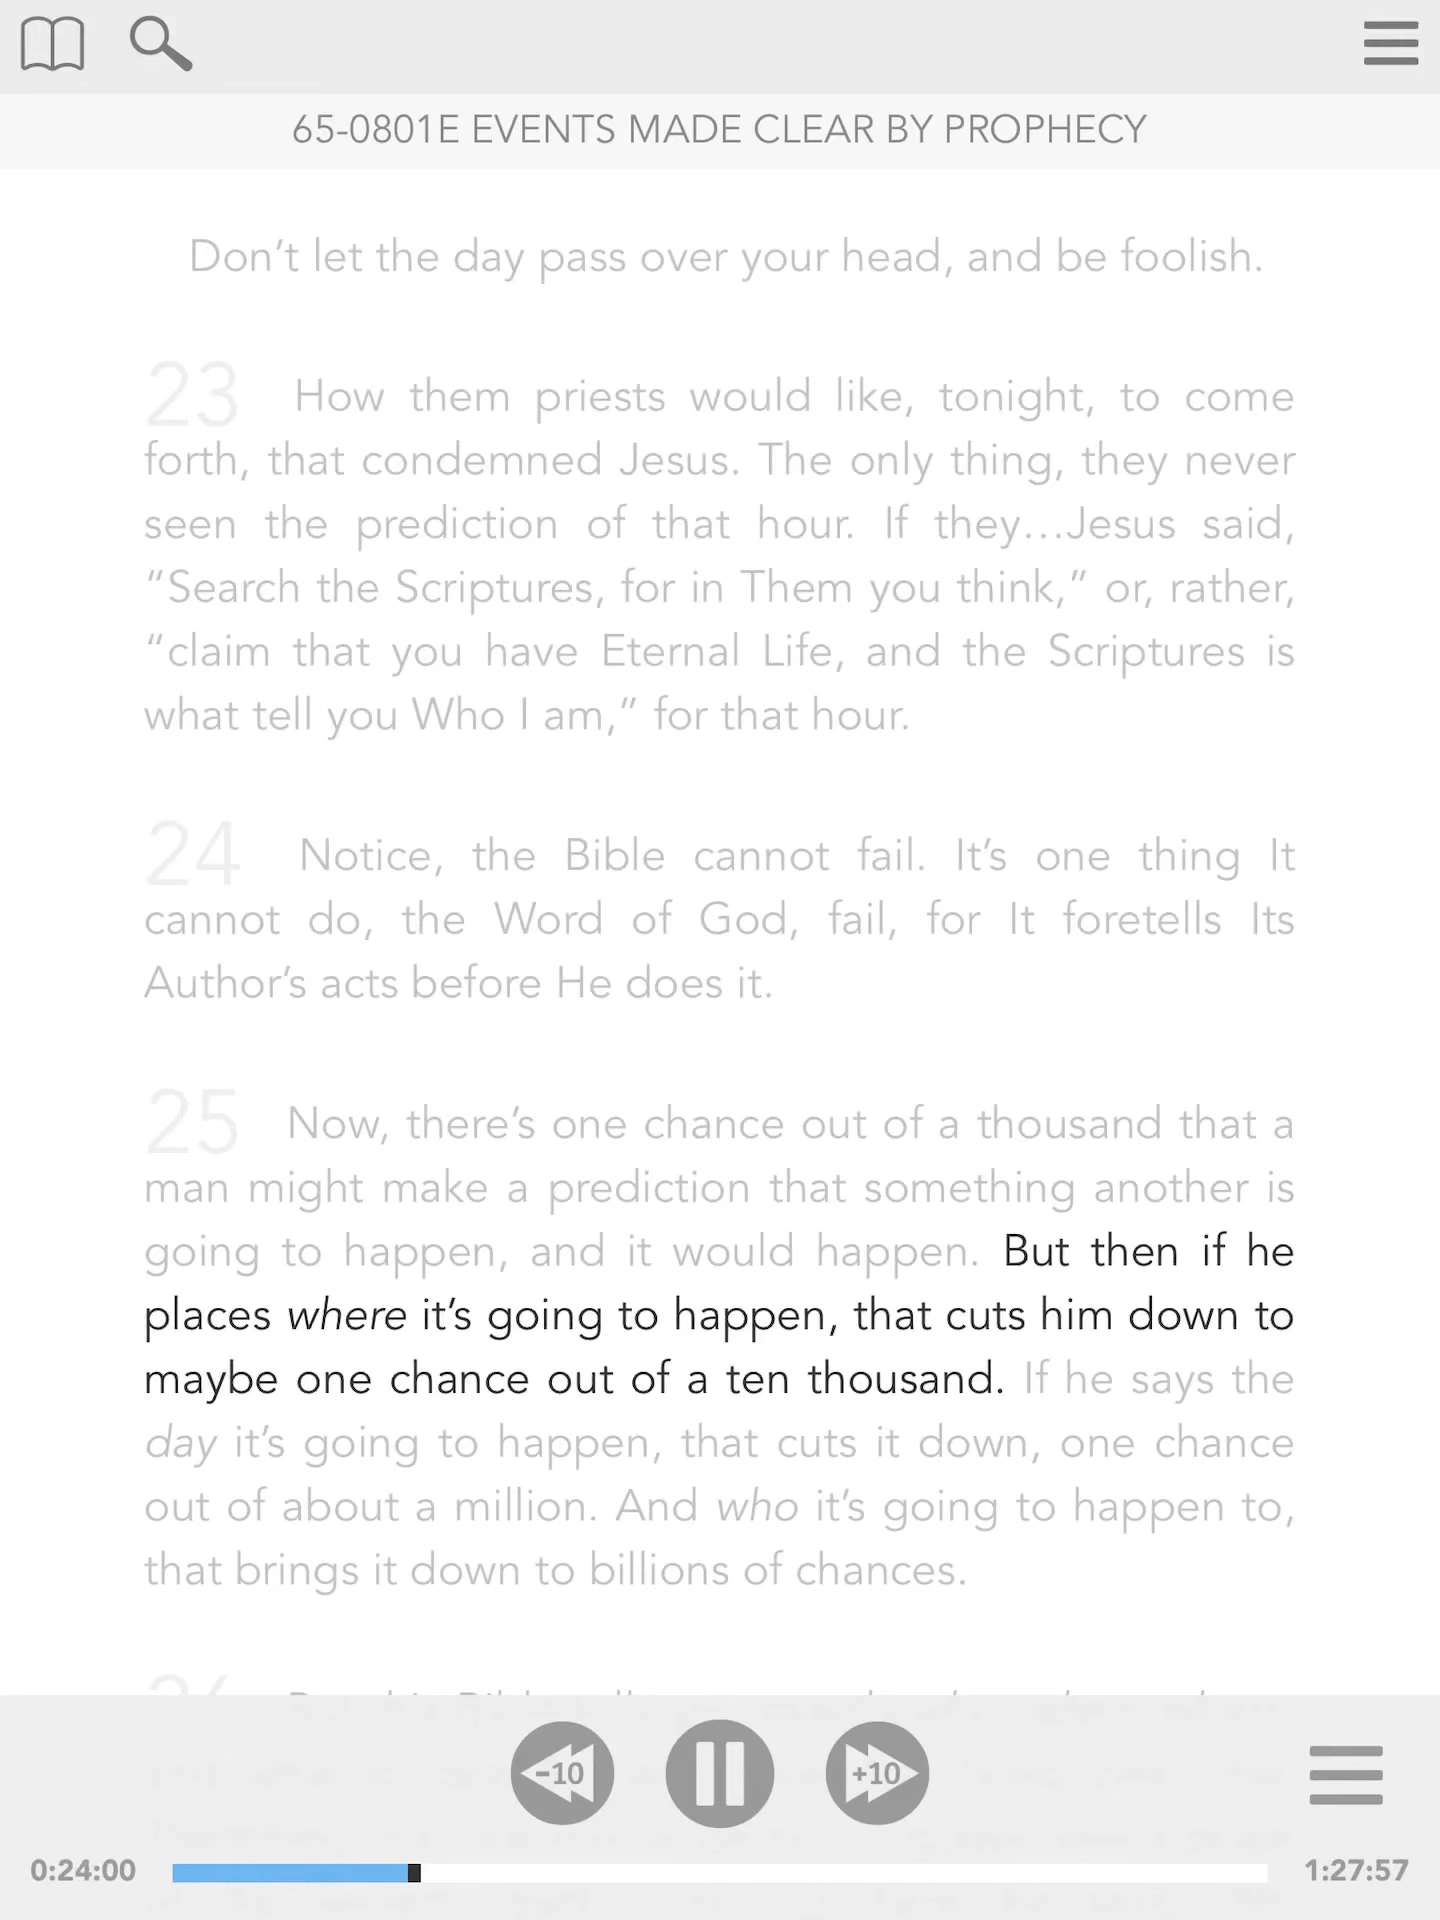 65-0801E EVENTS MADE CLEAR BY PROPHECY
Don’t let the day pass over your head, and be foolish.
23 How them priests would like, tonight, to come
forth, that condemned Jesus. The only thing, they never
seen the prediction of that hour. If they…Jesus said,
“Search the Scriptures, for in Them you think,” or, rather,
“claim that you have Eternal Life, and the Scriptures is
what tell you Who I am,” for that hour.
24 Notice, the Bible cannot fail. It’s one thing It
cannot do, the Word of God, fail, for It foretells Its
Author’s acts before He does it.
25 Now, there’s one chance out of a thousand that a
man might make a prediction that something another is
going to happen, and it would happen. But then if he
places where it’s going to happen, that cuts him down to
maybe one chance out of a ten thousand. If he says the
day it’s going to happen, that cuts it down, one chance
out of about a million. And who it’s going to happen to,
that brings it down to billions of chances.
-10 +10
0:24:00 1:27:57